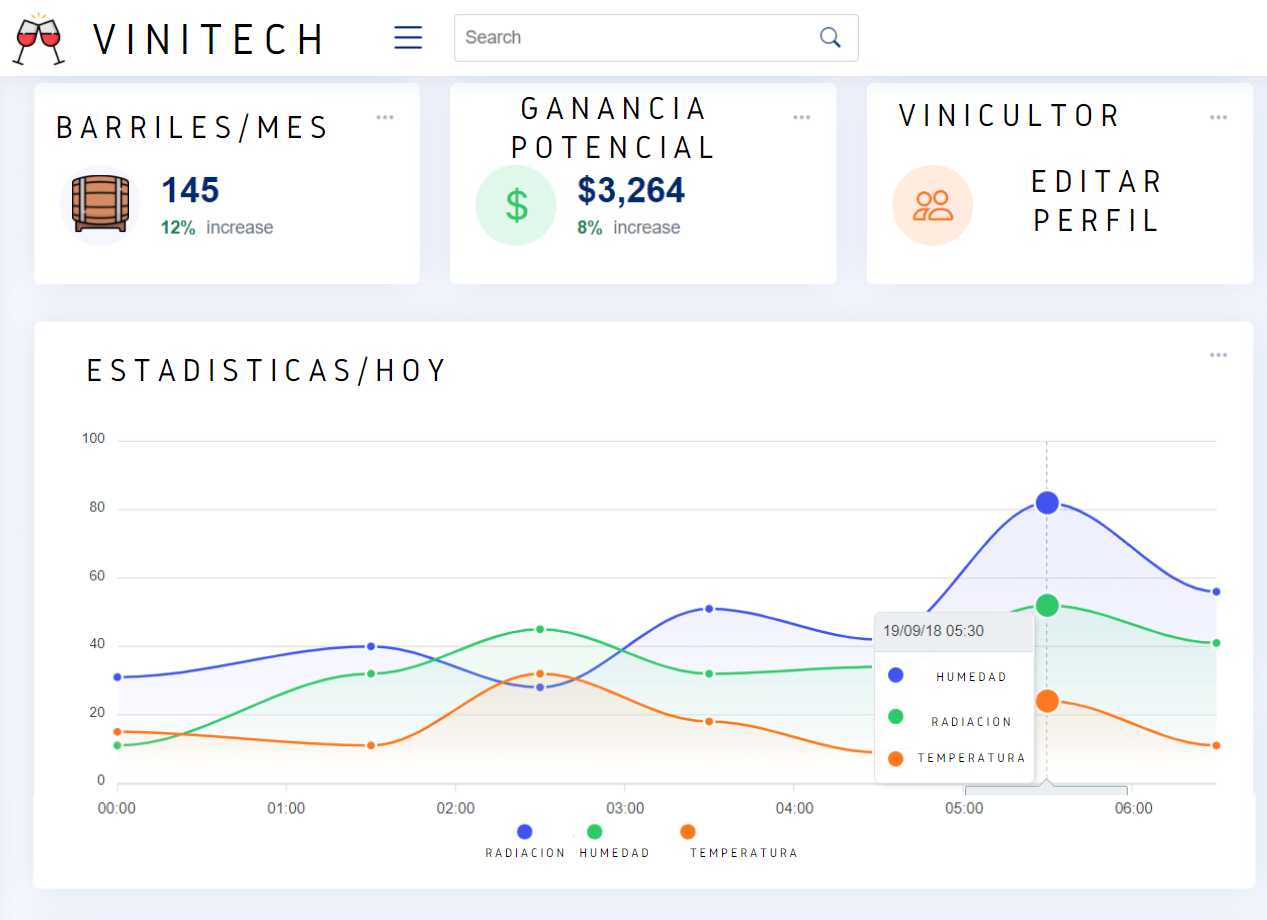 VINITECH
Search
BARRILES/MES
145
12% increase
GANANCIA
POTENCIAL
$3,264
8% increase
VINICULTOR
EDITAR
PERFIL
ESTADISTICAS/HOY
100
80
60
40
20
0
19/09/18 05:30
HUMEDAD
RADIACION
TEMPERATURA
00:00 01:00 02:00 03:00 04:00 05:00 06:00
RADIACION HUMEDAD TEMPERATURA